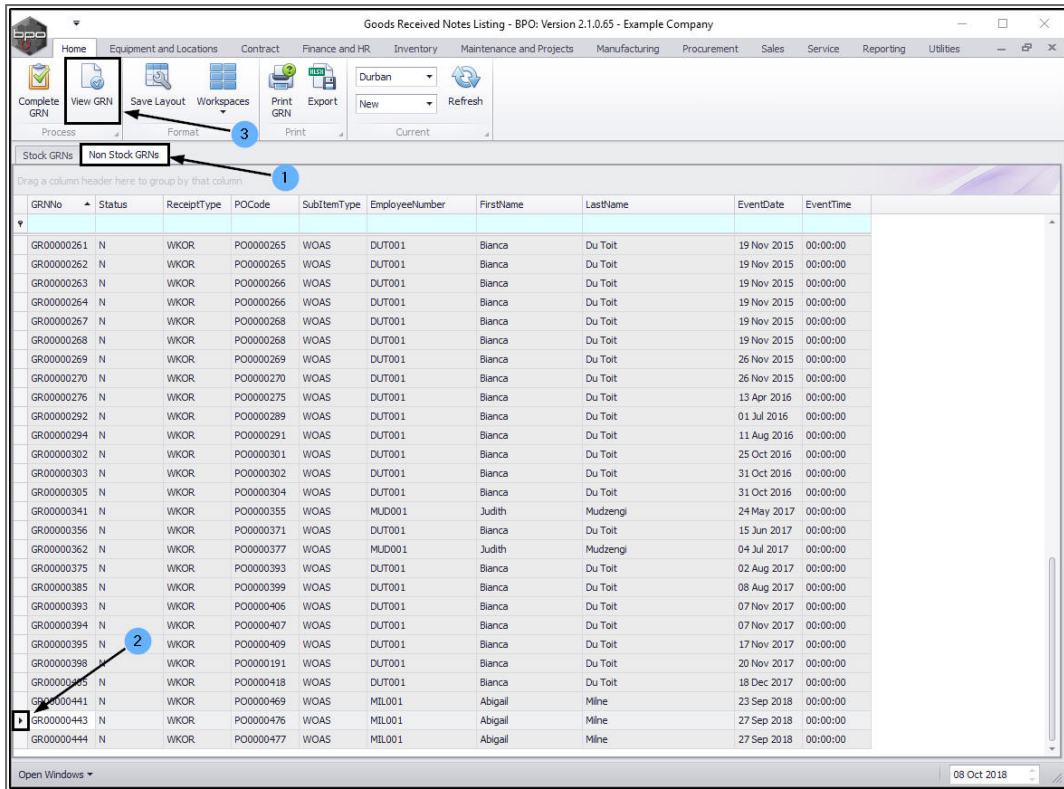 bpo
Goods Received Notes Listing - BPO: Version 2.1.0.65 - Example Company
Home Equipment and Locations Contract Finance and HR Inventory Maintenance and Projects Manufacturing Procurement Sales Service Reporting Utilities
Complete GRN View GRN Save Layout Workspaces Print GRN Export Durban New Refresh
Process Format Print Current
3
Stock GRNs Non Stock GRNs
1
Drag a column header here to group by that column
GRNNo Status ReceiptType POCode SubItemType EmployeeNumber FirstName LastName EventDate EventTime
GR00000261 N WKOR PO0000265 WOAS DUT001 Bianca Du Toit 19 Nov 2015 00:00:00
GR00000262 N WKOR PO0000265 WOAS DUT001 Bianca Du Toit 19 Nov 2015 00:00:00
GR00000263 N WKOR PO0000266 WOAS DUT001 Bianca Du Toit 19 Nov 2015 00:00:00
GR00000264 N WKOR PO0000266 WOAS DUT001 Bianca Du Toit 19 Nov 2015 00:00:00
GR00000267 N WKOR PO0000268 WOAS DUT001 Bianca Du Toit 19 Nov 2015 00:00:00
GR00000268 N WKOR PO0000268 WOAS DUT001 Bianca Du Toit 19 Nov 2015 00:00:00
GR00000269 N WKOR PO0000269 WOAS DUT001 Bianca Du Toit 26 Nov 2015 00:00:00
GR00000270 N WKOR PO0000270 WOAS DUT001 Bianca Du Toit 26 Nov 2015 00:00:00
GR00000276 N WKOR PO0000275 WOAS DUT001 Bianca Du Toit 13 Apr 2016 00:00:00
GR00000292 N WKOR PO0000289 WOAS DUT001 Bianca Du Toit 01 Jul 2016 00:00:00
GR00000294 N WKOR PO0000291 WOAS DUT001 Bianca Du Toit 11 Aug 2016 00:00:00
GR00000302 N WKOR PO0000301 WOAS DUT001 Bianca Du Toit 25 Oct 2016 00:00:00
GR00000303 N WKOR PO0000302 WOAS DUT001 Bianca Du Toit 31 Oct 2016 00:00:00
GR00000305 N WKOR PO0000304 WOAS DUT001 Bianca Du Toit 31 Oct 2016 00:00:00
GR00000341 N WKOR PO0000355 WOAS MUD001 Judith Mudzengi 24 May 2017 00:00:00
GR00000356 N WKOR PO0000371 WOAS DUT001 Bianca Du Toit 15 Jun 2017 00:00:00
GR00000362 N WKOR PO0000377 WOAS MUD001 Judith Mudzengi 04 Jul 2017 00:00:00
GR00000375 N WKOR PO0000393 WOAS DUT001 Bianca Du Toit 02 Aug 2017 00:00:00
GR00000385 N WKOR PO0000399 WOAS DUT001 Bianca Du Toit 08 Aug 2017 00:00:00
GR00000393 N WKOR PO0000406 WOAS DUT001 Bianca Du Toit 07 Nov 2017 00:00:00
GR00000394 N WKOR PO0000407 WOAS DUT001 Bianca Du Toit 07 Nov 2017 00:00:00
GR00000395 N 2 WKOR PO0000409 WOAS DUT001 Bianca Du Toit 17 Nov 2017 00:00:00
GR00000398 N WKOR PO0000191 WOAS DUT001 Bianca Du Toit 20 Nov 2017 00:00:00
GR00000405 N WKOR PO0000418 WOAS DUT001 Bianca Du Toit 18 Dec 2017 00:00:00
GR00000441 N WKOR PO0000469 WOAS MIL001 Abigail Milne 23 Sep 2018 00:00:00
GR00000443 N WKOR PO0000476 WOAS MIL001 Abigail Milne 27 Sep 2018 00:00:00
GR00000444 N WKOR PO0000477 WOAS MIL001 Abigail Milne 27 Sep 2018 00:00:00
Open Windows 08 Oct 2018